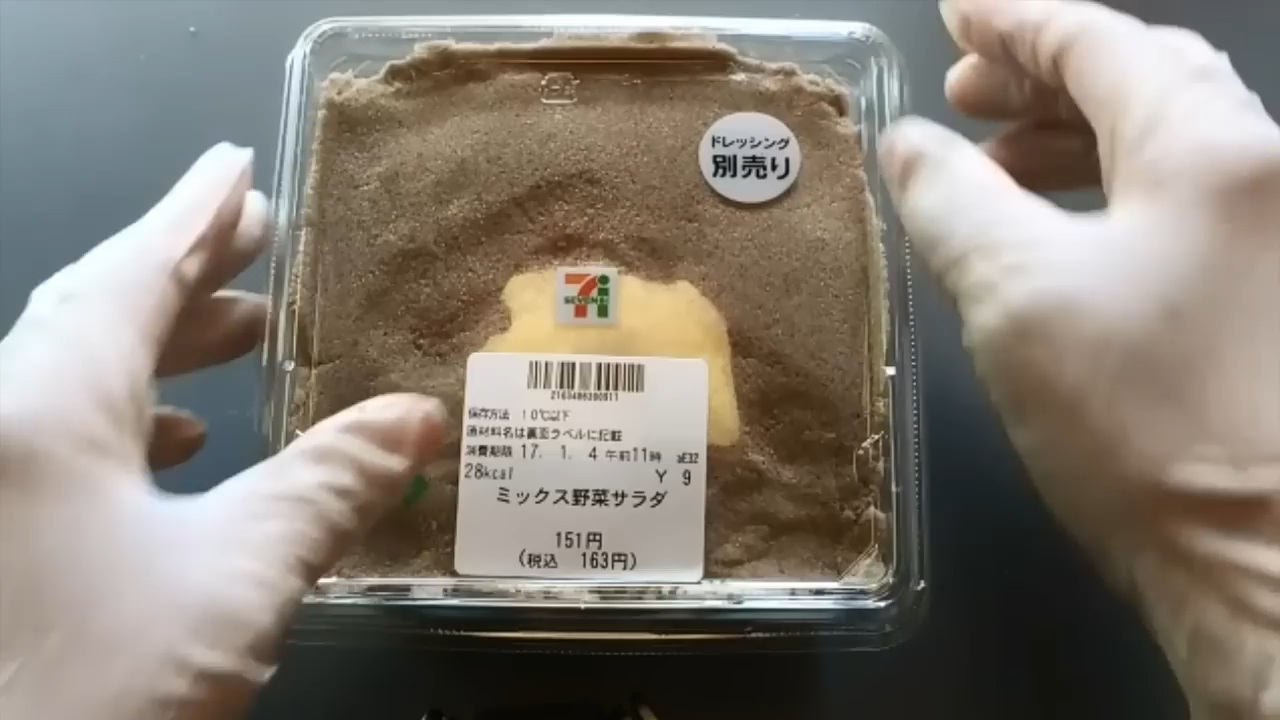 ドレッシング
別売り
7i
2160486300811
保存方法 10℃以下
原材料名は裏面ラベルに記載
消費期限 17. 1. 4 午前11時
28kcal Y 9
ミックス野菜サラダ
151円
(税込 163円)